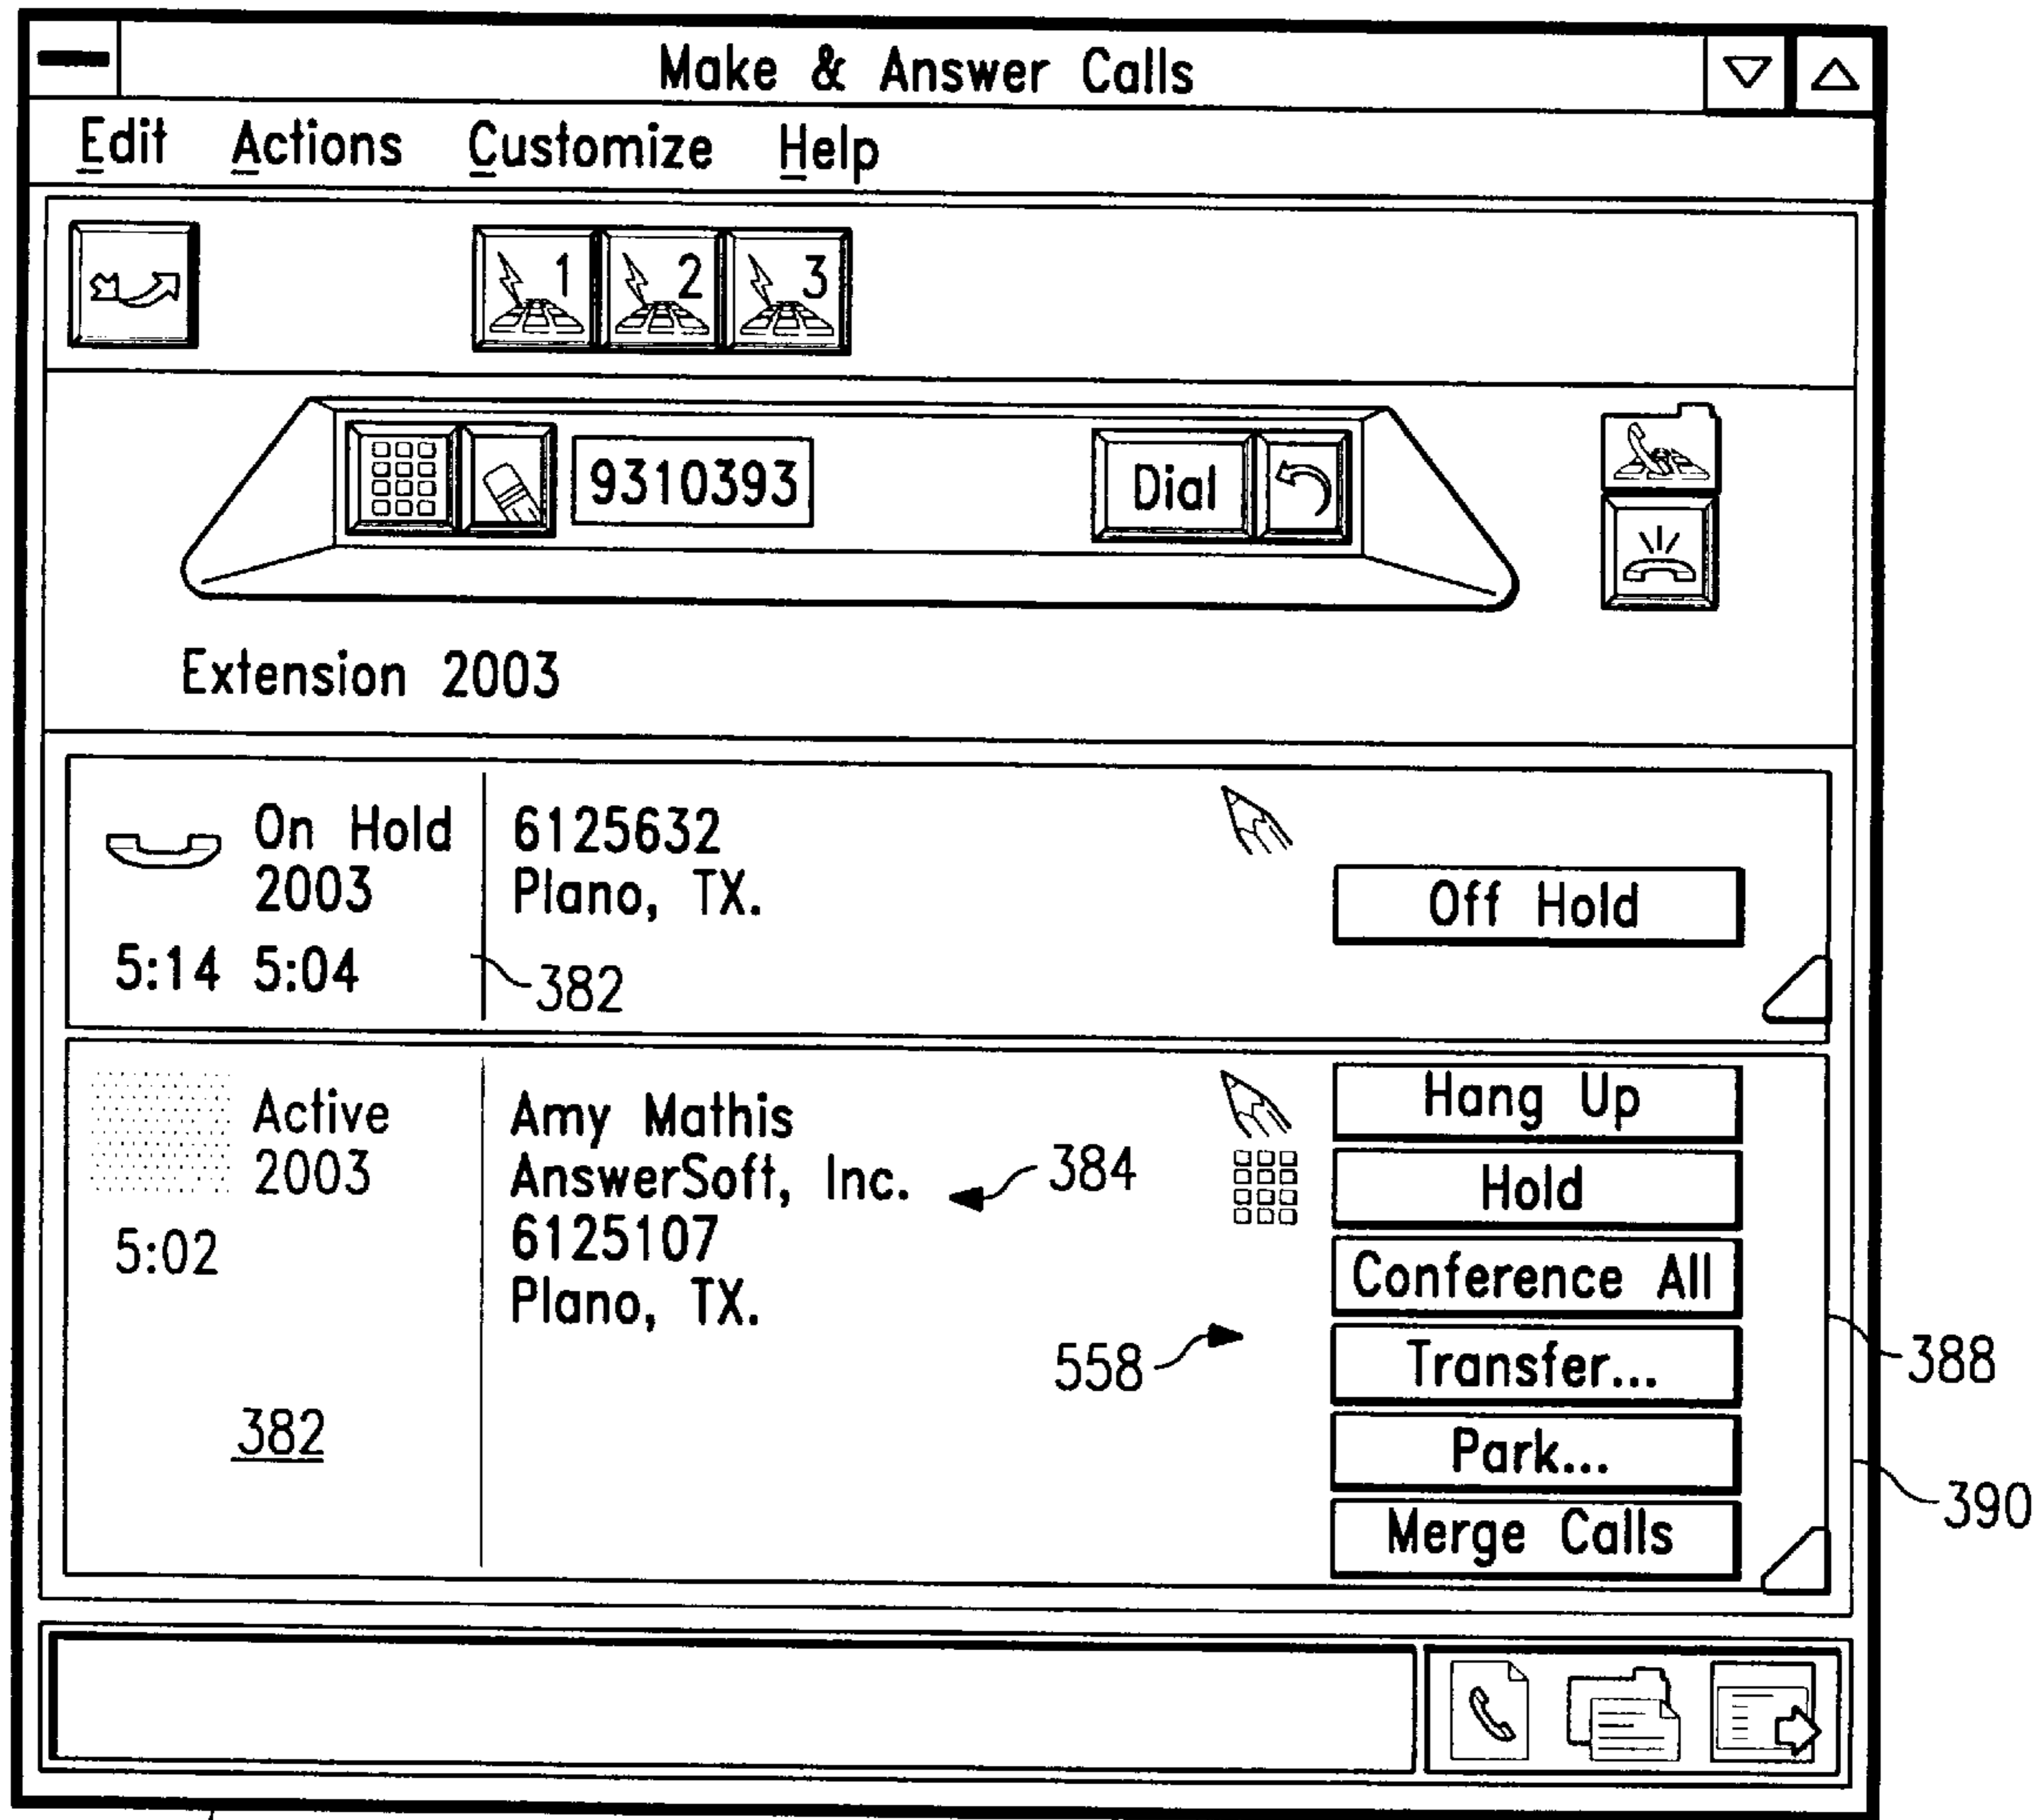 Make & Answer Calls
Edit Actions Customize Help
1 2 3
9310393 Dial
Extension 2003
On Hold
2003
5:14 5:04
6125632
Plano, TX.
382
Off Hold
Active
2003
5:02
382
Amy Mathis
AnswerSoft, Inc.
6125107
Plano, TX.
384
558
Hang Up
Hold
Conference All
Transfer...
Park...
Merge Calls
388
390